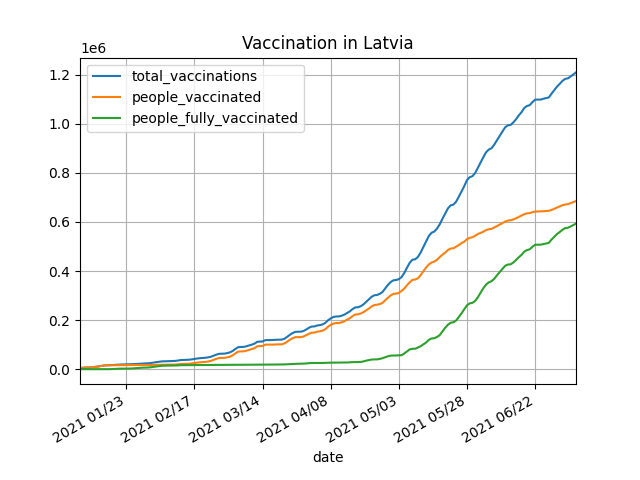 Vaccination in Latvia
1e6
total_vaccinations
people_vaccinated
people_fully_vaccinated
1.2
1.0
0.8
0.6
0.4
0.2
0.0
2021 01/23
2021 02/17
2021 03/14
2021 04/08
2021 05/03
2021 05/28
2021 06/22
date